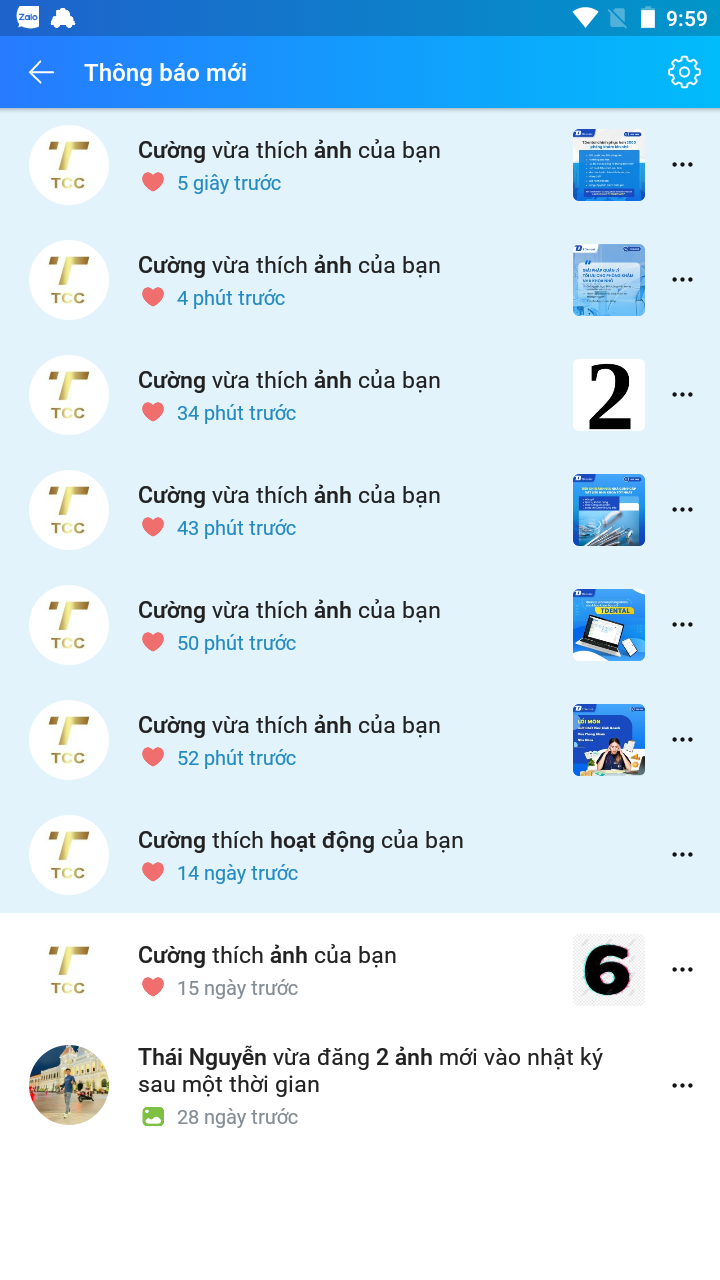 Zalo 9:59
Thông báo mới
TCC
Cường vừa thích ảnh của bạn
5 giây trước
TCC
Cường vừa thích ảnh của bạn
4 phút trước
TCC
Cường vừa thích ảnh của bạn
34 phút trước
2
TCC
Cường vừa thích ảnh của bạn
43 phút trước
TCC
Cường vừa thích ảnh của bạn
50 phút trước
TDENTAL
TCC
Cường vừa thích ảnh của bạn
52 phút trước
TCC
Cường thích hoạt động của bạn
14 ngày trước
TCC
Cường thích ảnh của bạn
15 ngày trước
6
Thái Nguyễn vừa đăng 2 ảnh mới vào nhật ký
sau một thời gian
28 ngày trước